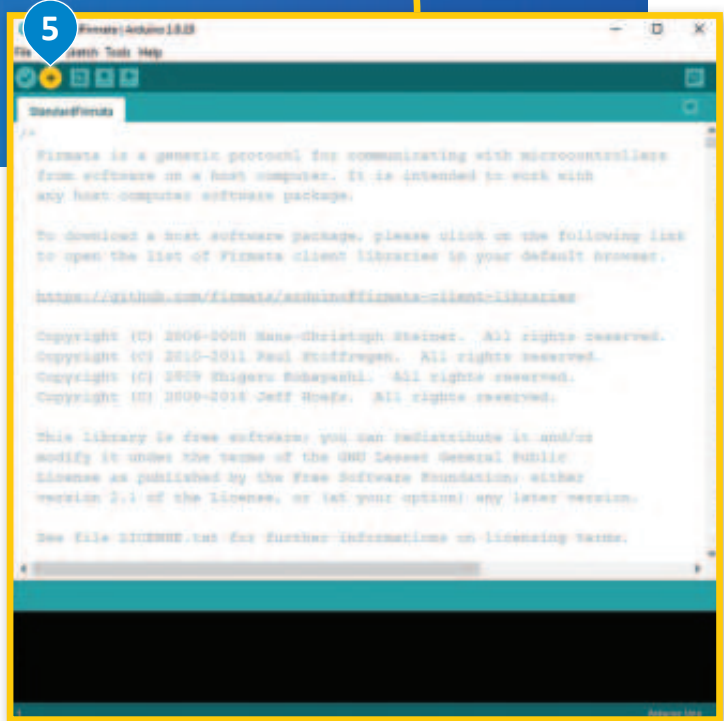 5
Firmata | Arduino 1.8.19
Sketch Tools Help
StandardFirmata
/*
Firmata is a generic protocol for communicating with microcontrollers
from software on a host computer. It is intended to work with
any host computer software package.
To download a host software package, please click on the following link
to open the list of Firmata client libraries in your default browser.
https://github.com/firmata/arduino#firmata-client-libraries
Copyright (C) 2006-2008 Hans-Christoph Steiner. All rights reserved.
Copyright (C) 2010-2011 Paul Stoffregen. All rights reserved.
Copyright (C) 2009 Shigeru Kobayashi. All rights reserved.
Copyright (C) 2009-2016 Jeff Hoefs. All rights reserved.
This library is free software; you can redistribute it and/or
modify it under the terms of the GNU Lesser General Public
License as published by the Free Software Foundation; either
version 2.1 of the License, or (at your option) any later version.
See file LICENSE.txt for further informations on licensing terms.